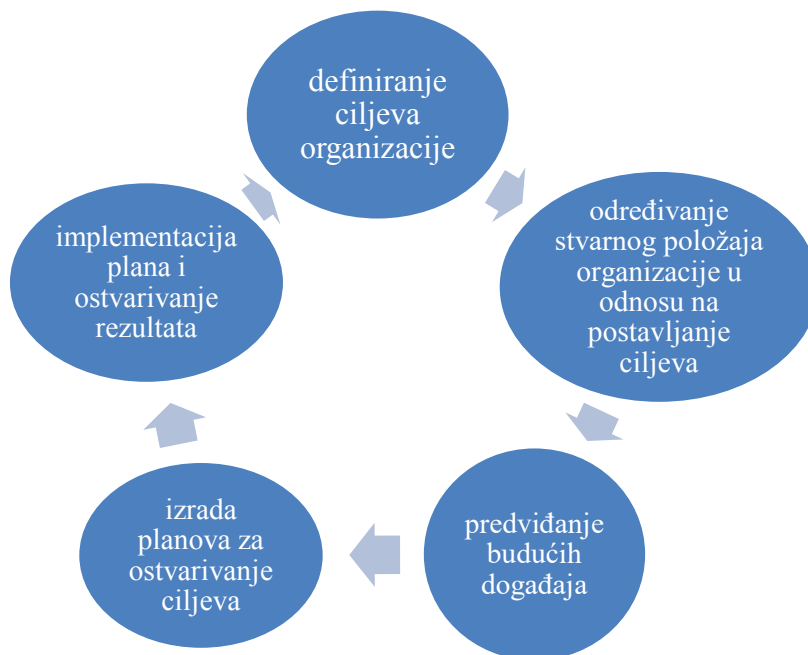 definiranje
ciljeva
organizacije
određivanje
stvarnog položaja
organizacije u
odnosu na
postavljanje
ciljeva
predviđanje
budućih
događaja
izrada
planova za
ostvarivanje
ciljeva
implementacija
plana i
ostvarivanje
rezultata